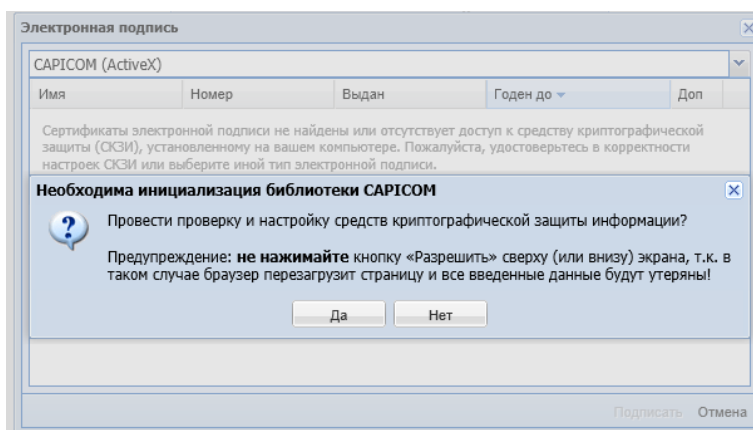 Электронная подпись
CAPICOM (ActiveX)
Имя Номер Выдан Годен до Доп
Сертификаты электронной подписи не найдены или отсутствует доступ к средству криптографической
защиты (СКЗИ), установленному на вашем компьютере. Пожалуйста, удостоверьтесь в корректности
настроек СКЗИ или выберите иной тип электронной подписи.
Необходима инициализация библиотеки CAPICOM
Провести проверку и настройку средств криптографической защиты информации?
Предупреждение: не нажимайте кнопку «Разрешить» сверху (или внизу) экрана, т.к. в
таком случае браузер перезагрузит страницу и все введенные данные будут утеряны!
Да Нет
Подписать Отмена